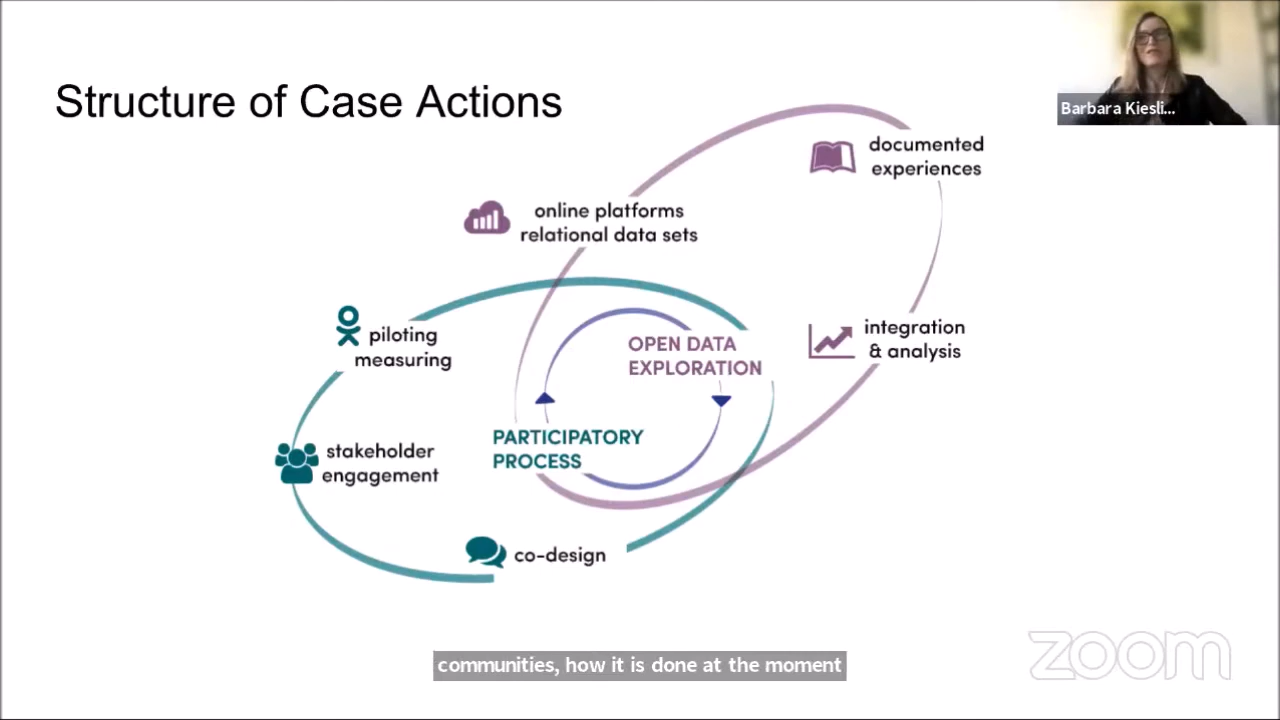 Structure of Case Actions
Barbara Kiesli...
documented
experiences
online platforms
relational data sets
piloting
measuring
OPEN DATA
EXPLORATION
integration
& analysis
PARTICIPATORY
PROCESS
stakeholder
engagement
co-design
communities, how it is done at the moment
zoom